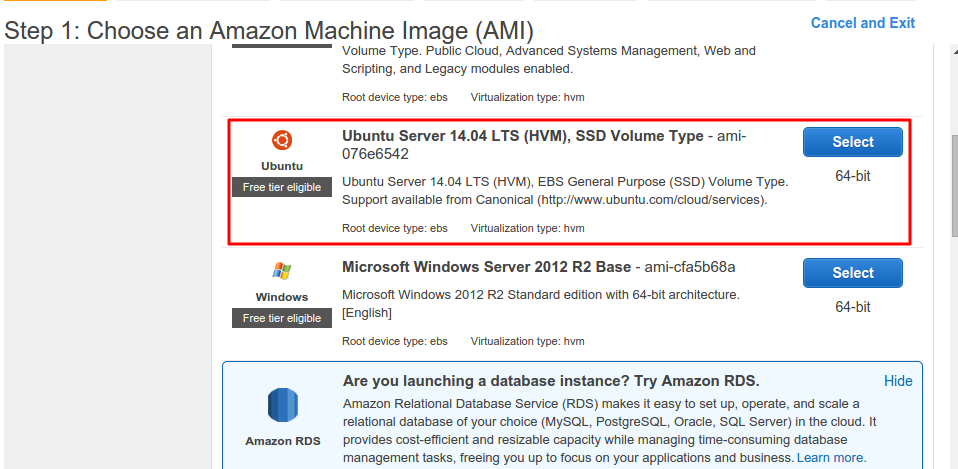 Step 1: Choose an Amazon Machine Image (AMI)
Cancel and Exit
Volume Type. Public Cloud, Advanced Systems Management, Web and
Scripting, and Legacy modules enabled.
Root device type: ebs Virtualization type: hvm
Ubuntu
Free tier eligible
Ubuntu Server 14.04 LTS (HVM), SSD Volume Type - ami-
076e6542
Ubuntu Server 14.04 LTS (HVM), EBS General Purpose (SSD) Volume Type.
Support available from Canonical (http://www.ubuntu.com/cloud/services).
Root device type: ebs Virtualization type: hvm
Select
64-bit
Windows
Free tier eligible
Microsoft Windows Server 2012 R2 Base - ami-cfa5b68a
Microsoft Windows 2012 R2 Standard edition with 64-bit architecture.
[English]
Root device type: ebs Virtualization type: hvm
Select
64-bit
Amazon RDS
Are you launching a database instance? Try Amazon RDS.
Hide
Amazon Relational Database Service (RDS) makes it easy to set up, operate, and scale a
relational database of your choice (MySQL, PostgreSQL, Oracle, SQL Server) in the cloud. It
provides cost-efficient and resizable capacity while managing time-consuming database
management tasks, freeing you up to focus on your applications and business. Learn more.